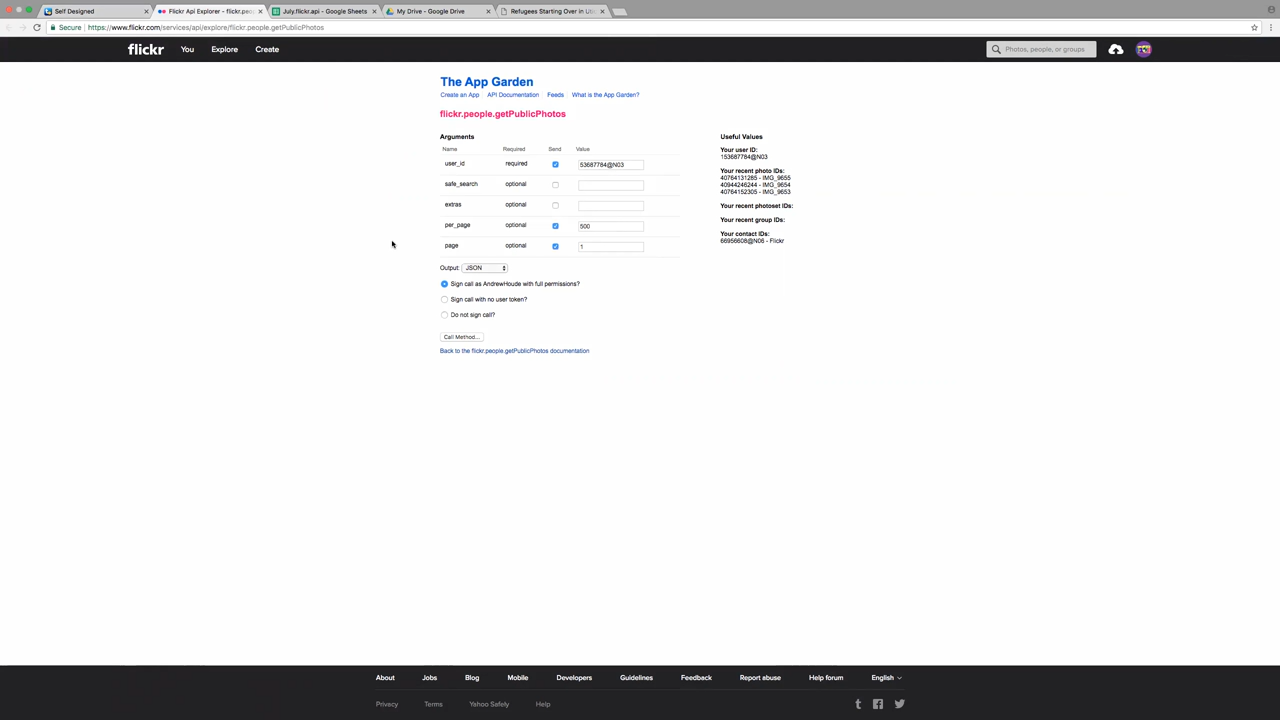 Self Designed
Flickr Api Explorer - flickr.peo
July.flickr.api - Google Sheets
My Drive - Google Drive
Refugees Starting Over in Uta
Secure https://www.flickr.com/services/api/explore/flickr.people.getPublicPhotos
flickr You Explore Create Photos, people, or groups
The App Garden
Create an App API Documentation Feeds What is the App Garden?
flickr.people.getPublicPhotos
Arguments
Name Required Send Value
user_id required 53687784@N03
safe_search optional
extras optional
per_page optional 500
page optional 1
Output: JSON
Sign call as AndrewHoude with full permissions?
Sign call with no user token?
Do not sign call?
Call Method...
Back to the flickr.people.getPublicPhotos documentation
Useful Values
Your user ID:
153687784@N03
Your recent photo IDs:
40764131285 - IMG_9655
40944246244 - IMG_9654
40764152305 - IMG_9653
Your recent photoset IDs:
Your recent group IDs:
Your contact IDs:
66956608@N06 - Flickr
About Jobs Blog Mobile Developers Guidelines Feedback Report abuse Help forum English
Privacy Terms Yahoo Safely Help